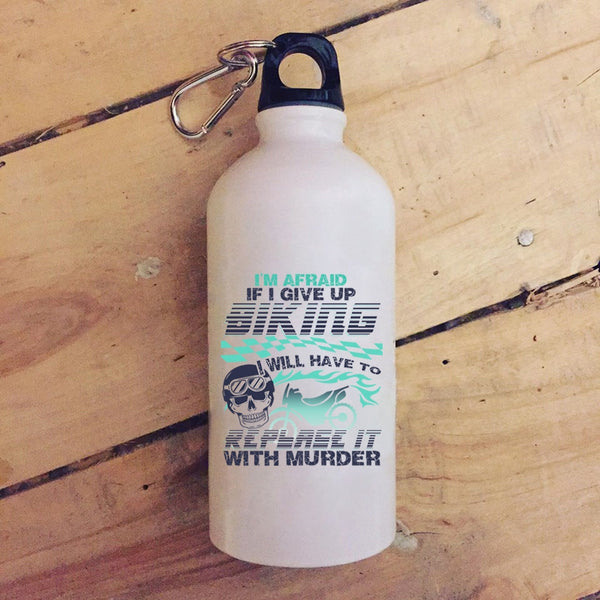 I'M AFRAID
IF I GIVE UP
BIKING
I WILL HAVE TO
REPLASE IT
WITH MURDER